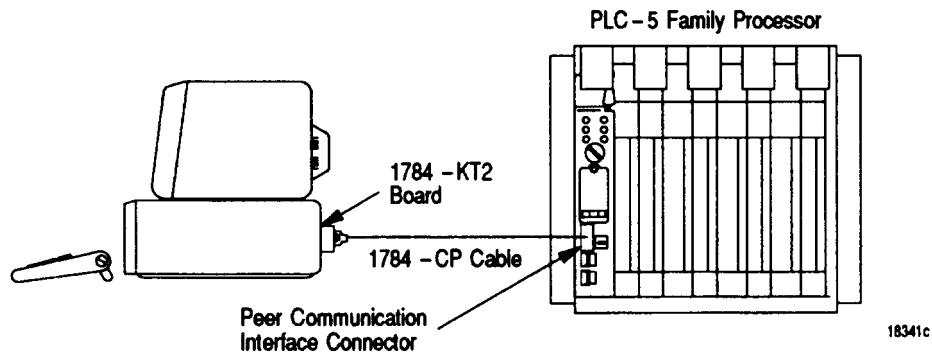 PLC-5 Family Processor
1784-KT2
Board
1784-CP Cable
Peer Communication
Interface Connector
18341c